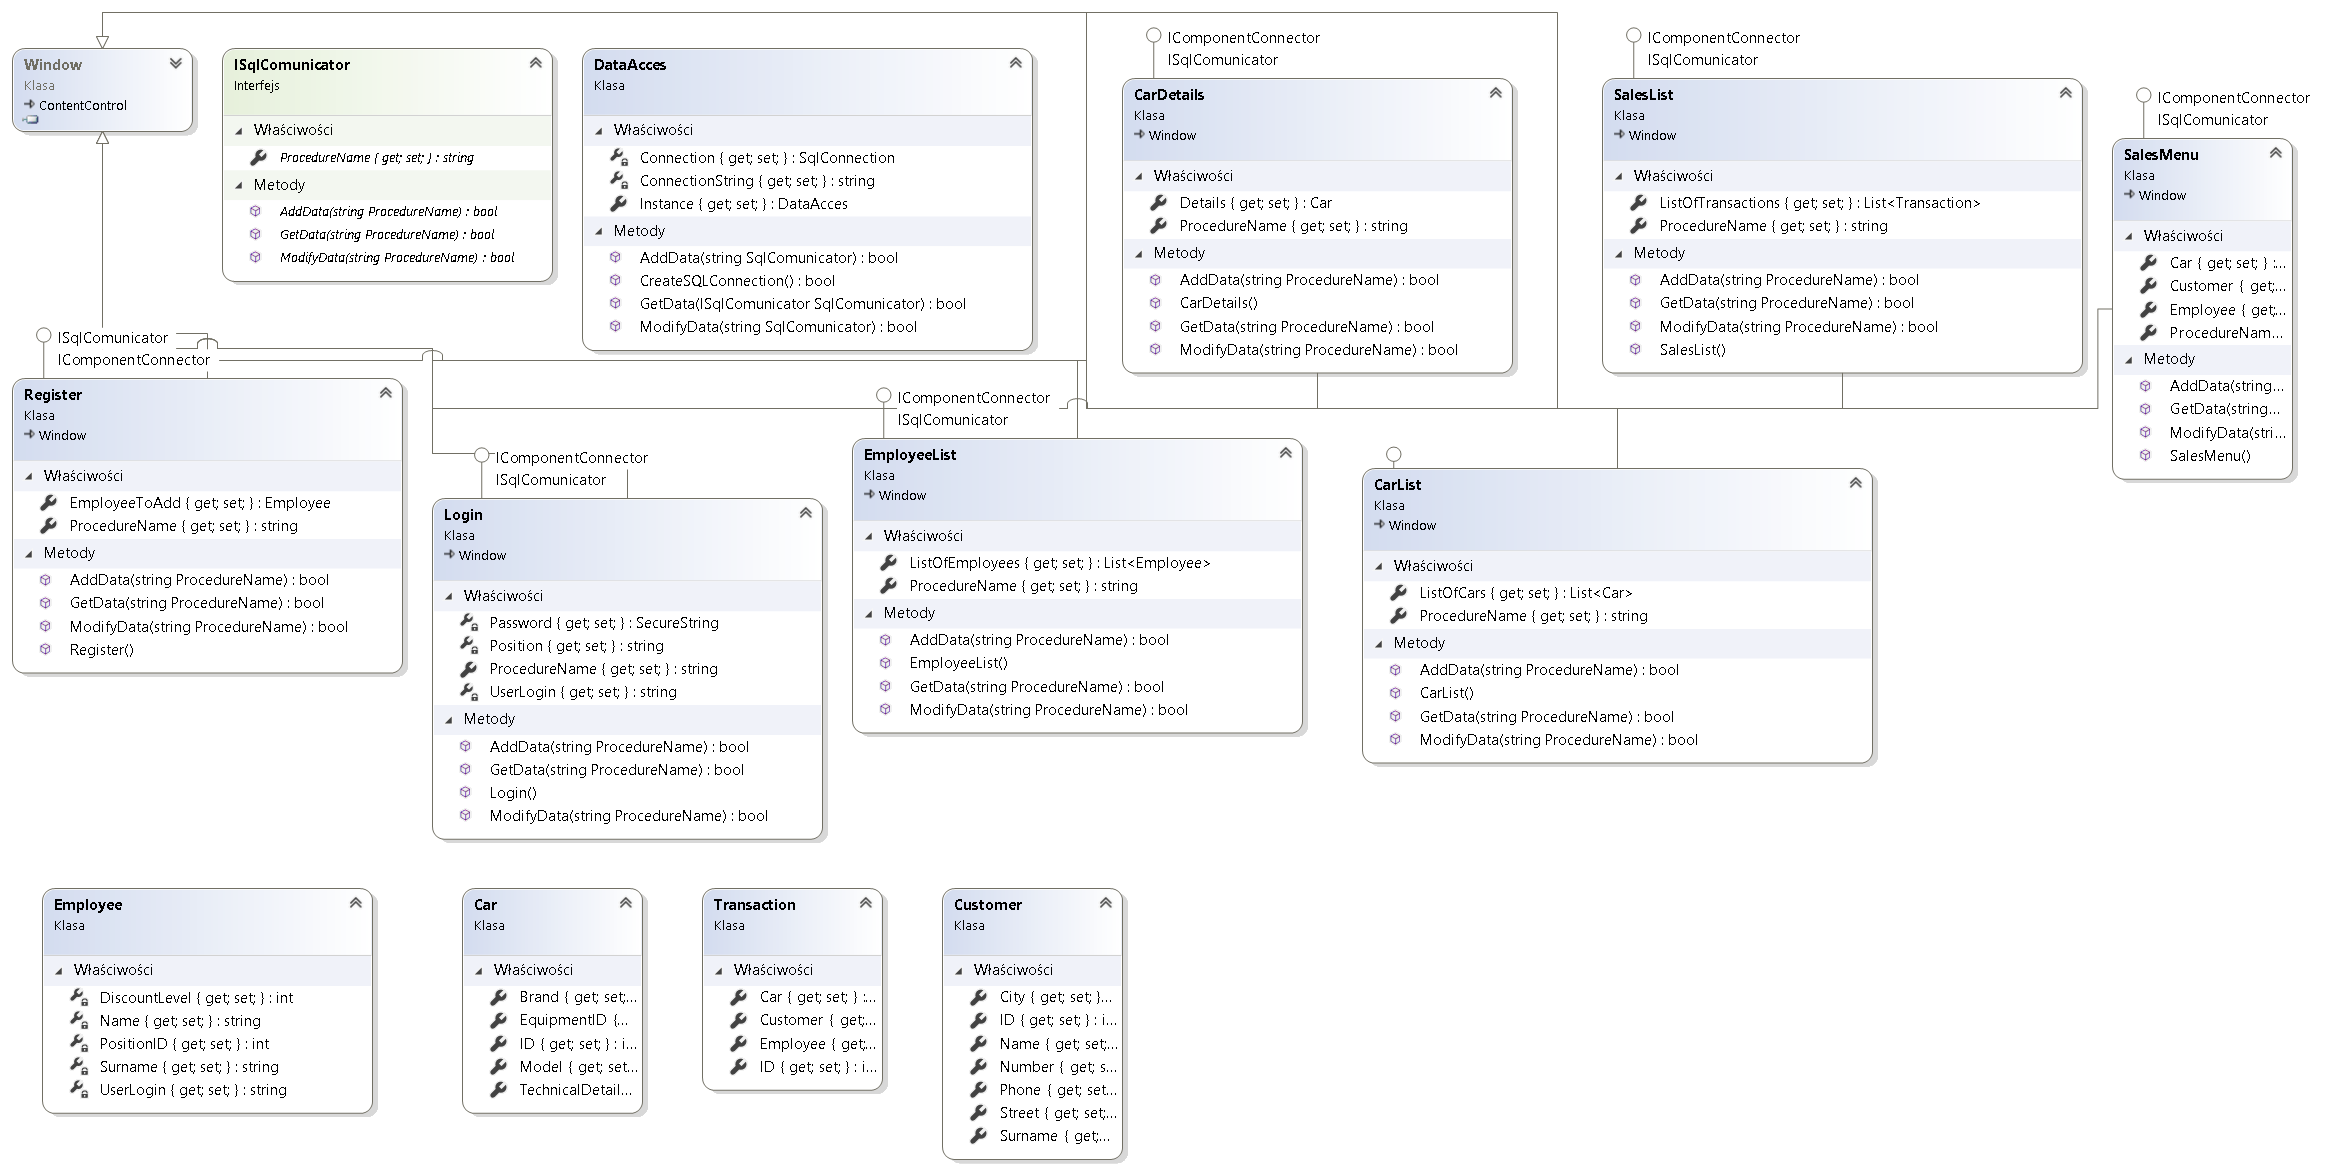 Window
Klasa
ContentControl
ISqlComunicator
Interfejs
Właściwości
ProcedureName { get; set; } : string
Metody
AddData(string ProcedureName) : bool
GetData(string ProcedureName) : bool
ModifyData(string ProcedureName) : bool
DataAcces
Klasa
Właściwości
Connection { get; set; } : SqlConnection
ConnectionString { get; set; } : string
Instance { get; set; } : DataAcces
Metody
AddData(string SqlComunicator) : bool
CreateSQLConnection() : bool
GetData(ISqlComunicator SqlComunicator) : bool
ModifyData(string SqlComunicator) : bool
IComponentConnector
ISqlComunicator
CarDetails
Klasa
Window
Właściwości
Details { get; set; } : Car
ProcedureName { get; set; } : string
Metody
AddData(string ProcedureName) : bool
CarDetails()
GetData(string ProcedureName) : bool
ModifyData(string ProcedureName) : bool
IComponentConnector
ISqlComunicator
SalesList
Klasa
Window
Właściwości
ListOfTransactions { get; set; } : List<Transaction>
ProcedureName { get; set; } : string
Metody
AddData(string ProcedureName) : bool
GetData(string ProcedureName) : bool
ModifyData(string ProcedureName) : bool
SalesList()
IComponentConnector
ISqlComunicator
SalesMenu
Klasa
Window
Właściwości
Car { get; set; } :...
Customer { get;...
Employee { get;...
ProcedureNam...
Metody
AddData(string...
GetData(string...
ModifyData(stri...
SalesMenu()
ISqlComunicator
IComponentConnector
Register
Klasa
Window
Właściwości
EmployeeToAdd { get; set; } : Employee
ProcedureName { get; set; } : string
Metody
AddData(string ProcedureName) : bool
GetData(string ProcedureName) : bool
ModifyData(string ProcedureName) : bool
Register()
IComponentConnector
ISqlComunicator
Login
Klasa
Window
Właściwości
Password { get; set; } : SecureString
Position { get; set; } : string
ProcedureName { get; set; } : string
UserLogin { get; set; } : string
Metody
AddData(string ProcedureName) : bool
GetData(string ProcedureName) : bool
Login()
ModifyData(string ProcedureName) : bool
IComponentConnector
ISqlComunicator
EmployeeList
Klasa
Window
Właściwości
ListOfEmployees { get; set; } : List<Employee>
ProcedureName { get; set; } : string
Metody
AddData(string ProcedureName) : bool
EmployeeList()
GetData(string ProcedureName) : bool
ModifyData(string ProcedureName) : bool
CarList
Klasa
Window
Właściwości
ListOfCars { get; set; } : List<Car>
ProcedureName { get; set; } : string
Metody
AddData(string ProcedureName) : bool
CarList()
GetData(string ProcedureName) : bool
ModifyData(string ProcedureName) : bool
Employee
Klasa
Właściwości
DiscountLevel { get; set; } : int
Name { get; set; } : string
PositionID { get; set; } : int
Surname { get; set; } : string
UserLogin { get; set; } : string
Car
Klasa
Właściwości
Brand { get; set;...
EquipmentID {...
ID { get; set; } : i...
Model { get; set...
TechnicalDetail...
Transaction
Klasa
Właściwości
Car { get; set; } :...
Customer { get;...
Employee { get;...
ID { get; set; } : i...
Customer
Klasa
Właściwości
City { get; set; }...
ID { get; set; } : i...
Name { get; set;...
Number { get; s...
Phone { get; set...
Street { get; set;...
Surname { get;...